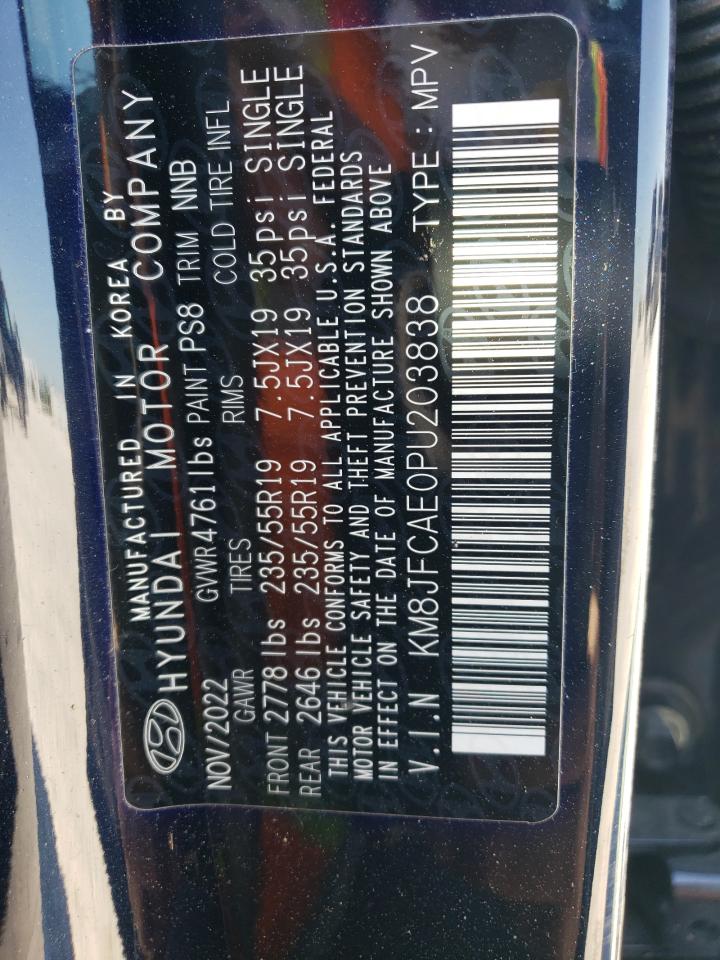 MANUFACTURED IN KOREA BY
HYUNDAI MOTOR COMPANY
NOV/2022 GVWR 4761 lbs PAINT PS8 TRIM NNB
GAWR TIRES RIMS COLD TIRE INFL
FRONT 2778 lbs 235/55R19 7.5JX19 35psi SINGLE
REAR 2646 lbs 235/55R19 7.5JX19 35psi SINGLE
THIS VEHICLE CONFORMS TO ALL APPLICABLE U.S.A. FEDERAL
MOTOR VEHICLE SAFETY AND THEFT PREVENTION STANDARDS
IN EFFECT ON THE DATE OF MANUFACTURE SHOWN ABOVE
V.I.N KM8JFCAE0PU203838 TYPE : MPV